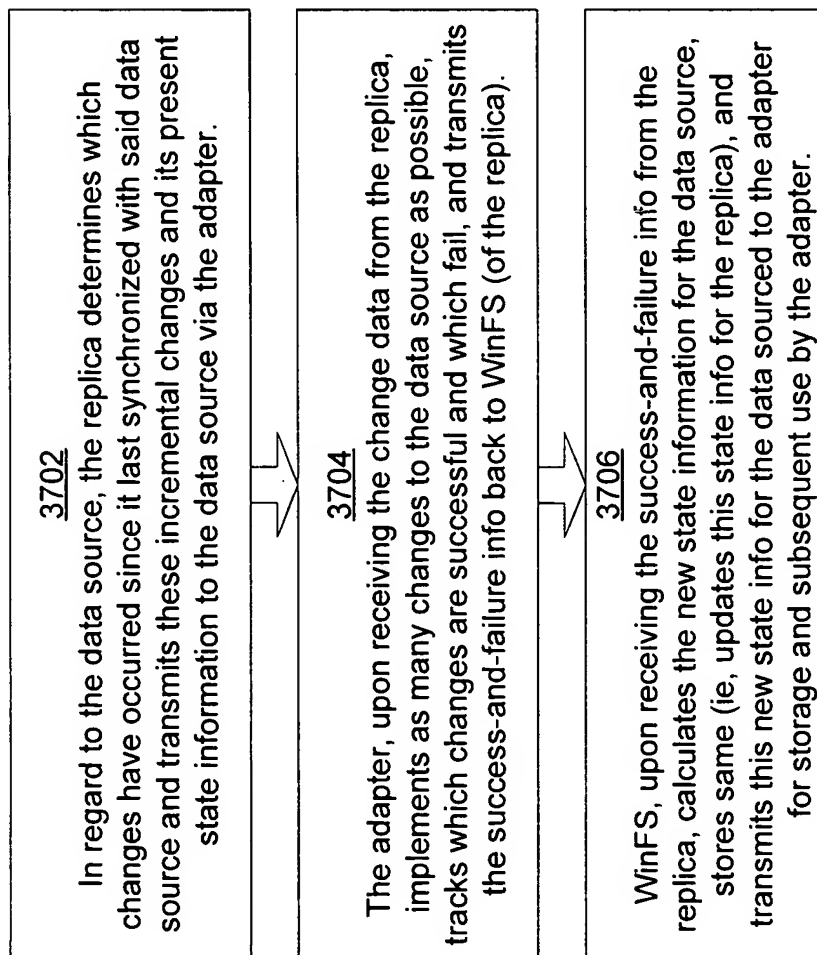 3702
In regard to the data source, the replica determines which
changes have occurred since it last synchronized with said data
source and transmits these incremental changes and its present
state information to the data source via the adapter.
3704
The adapter, upon receiving the change data from the replica,
implements as many changes to the data source as possible,
tracks which changes are successful and which fail, and transmits
the success-and-failure info back to WinFS (of the replica).
3706
WinFS, upon receiving the success-and-failure info from the
replica, calculates the new state information for the data source,
stores same (ie, updates this state info for the replica), and
transmits this new state info for the data sourced to the adapter
for storage and subsequent use by the adapter.